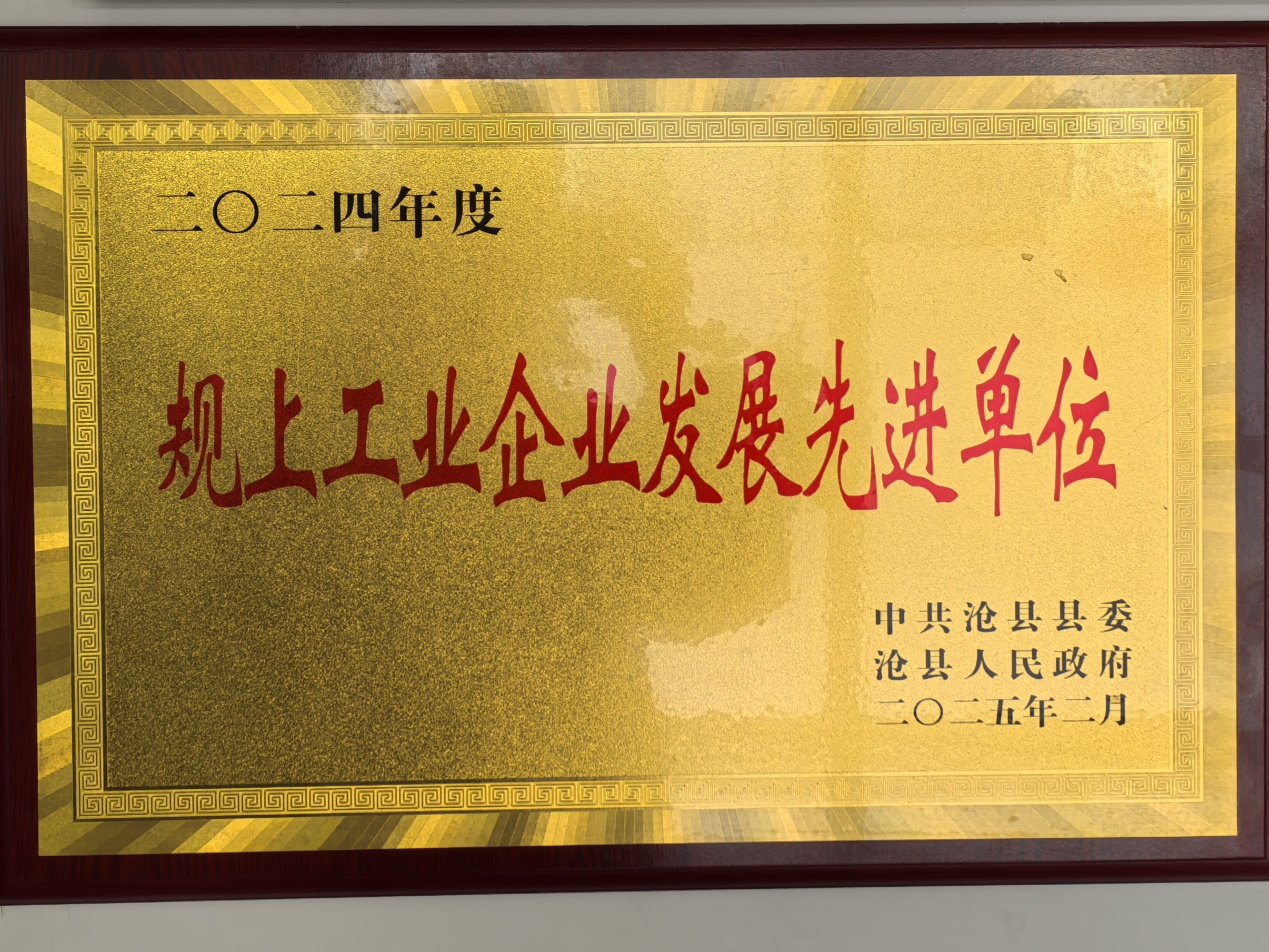 二〇二四年度
规上工业企业发展先进单位
中共沧县县委
沧县人民政府
二〇二五年二月